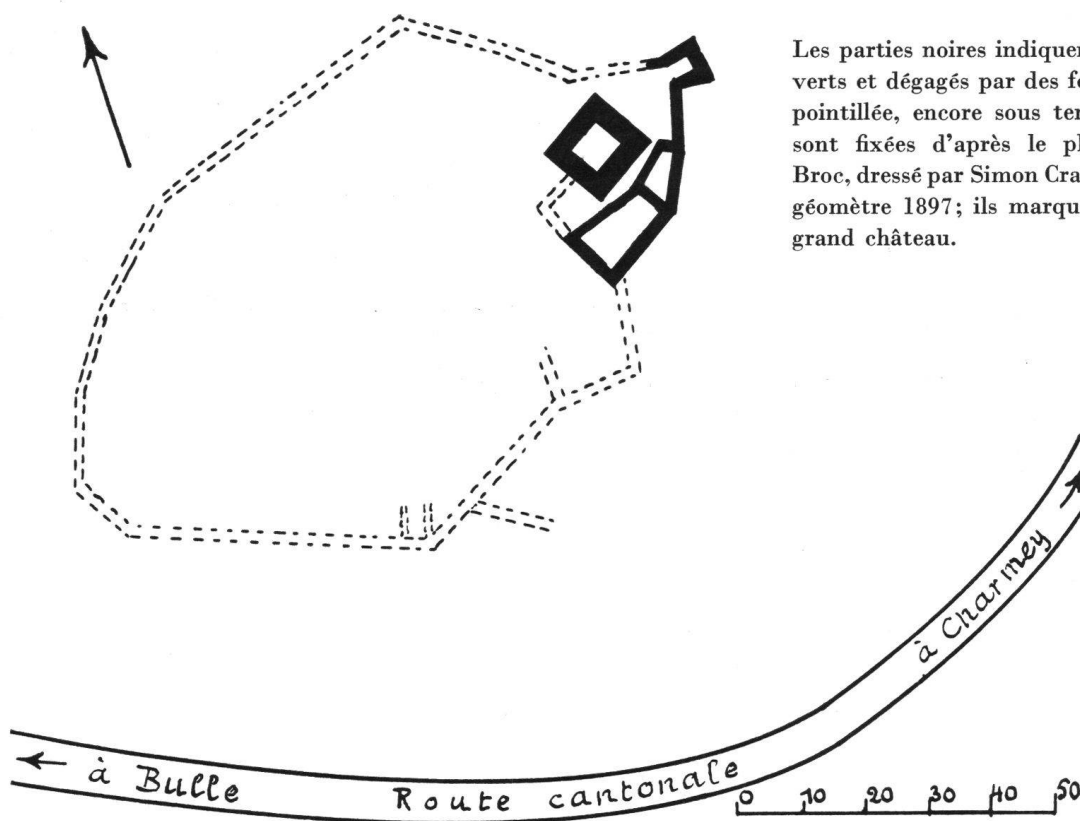 Les parties noires indiquen
verts et dégagés par des fo
pointillée, encore sous ter
sont fixées d'après le pl
Broc, dressé par Simon Cra
géomètre 1897; ils marqu
grand château.
à Charmey
à Bulle Route cantonale
0 10 20 30 40 50